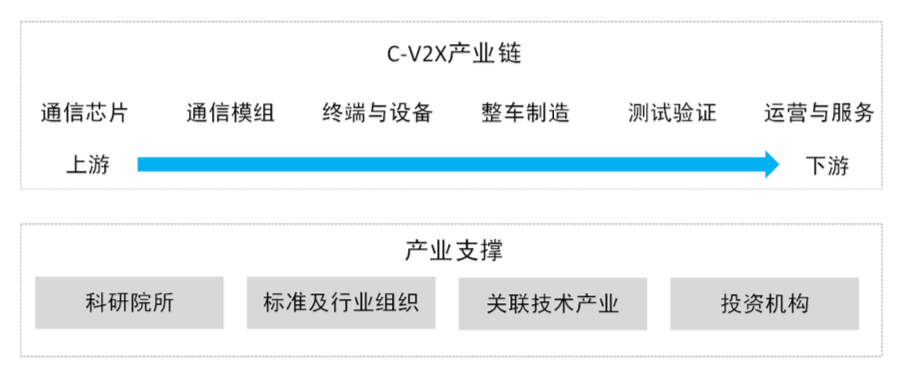 C-V2X产业链
通信芯片 通信模组 终端与设备 整车制造 测试验证 运营与服务
上游 下游
产业支撑
科研院所 标准及行业组织 关联技术产业 投资机构